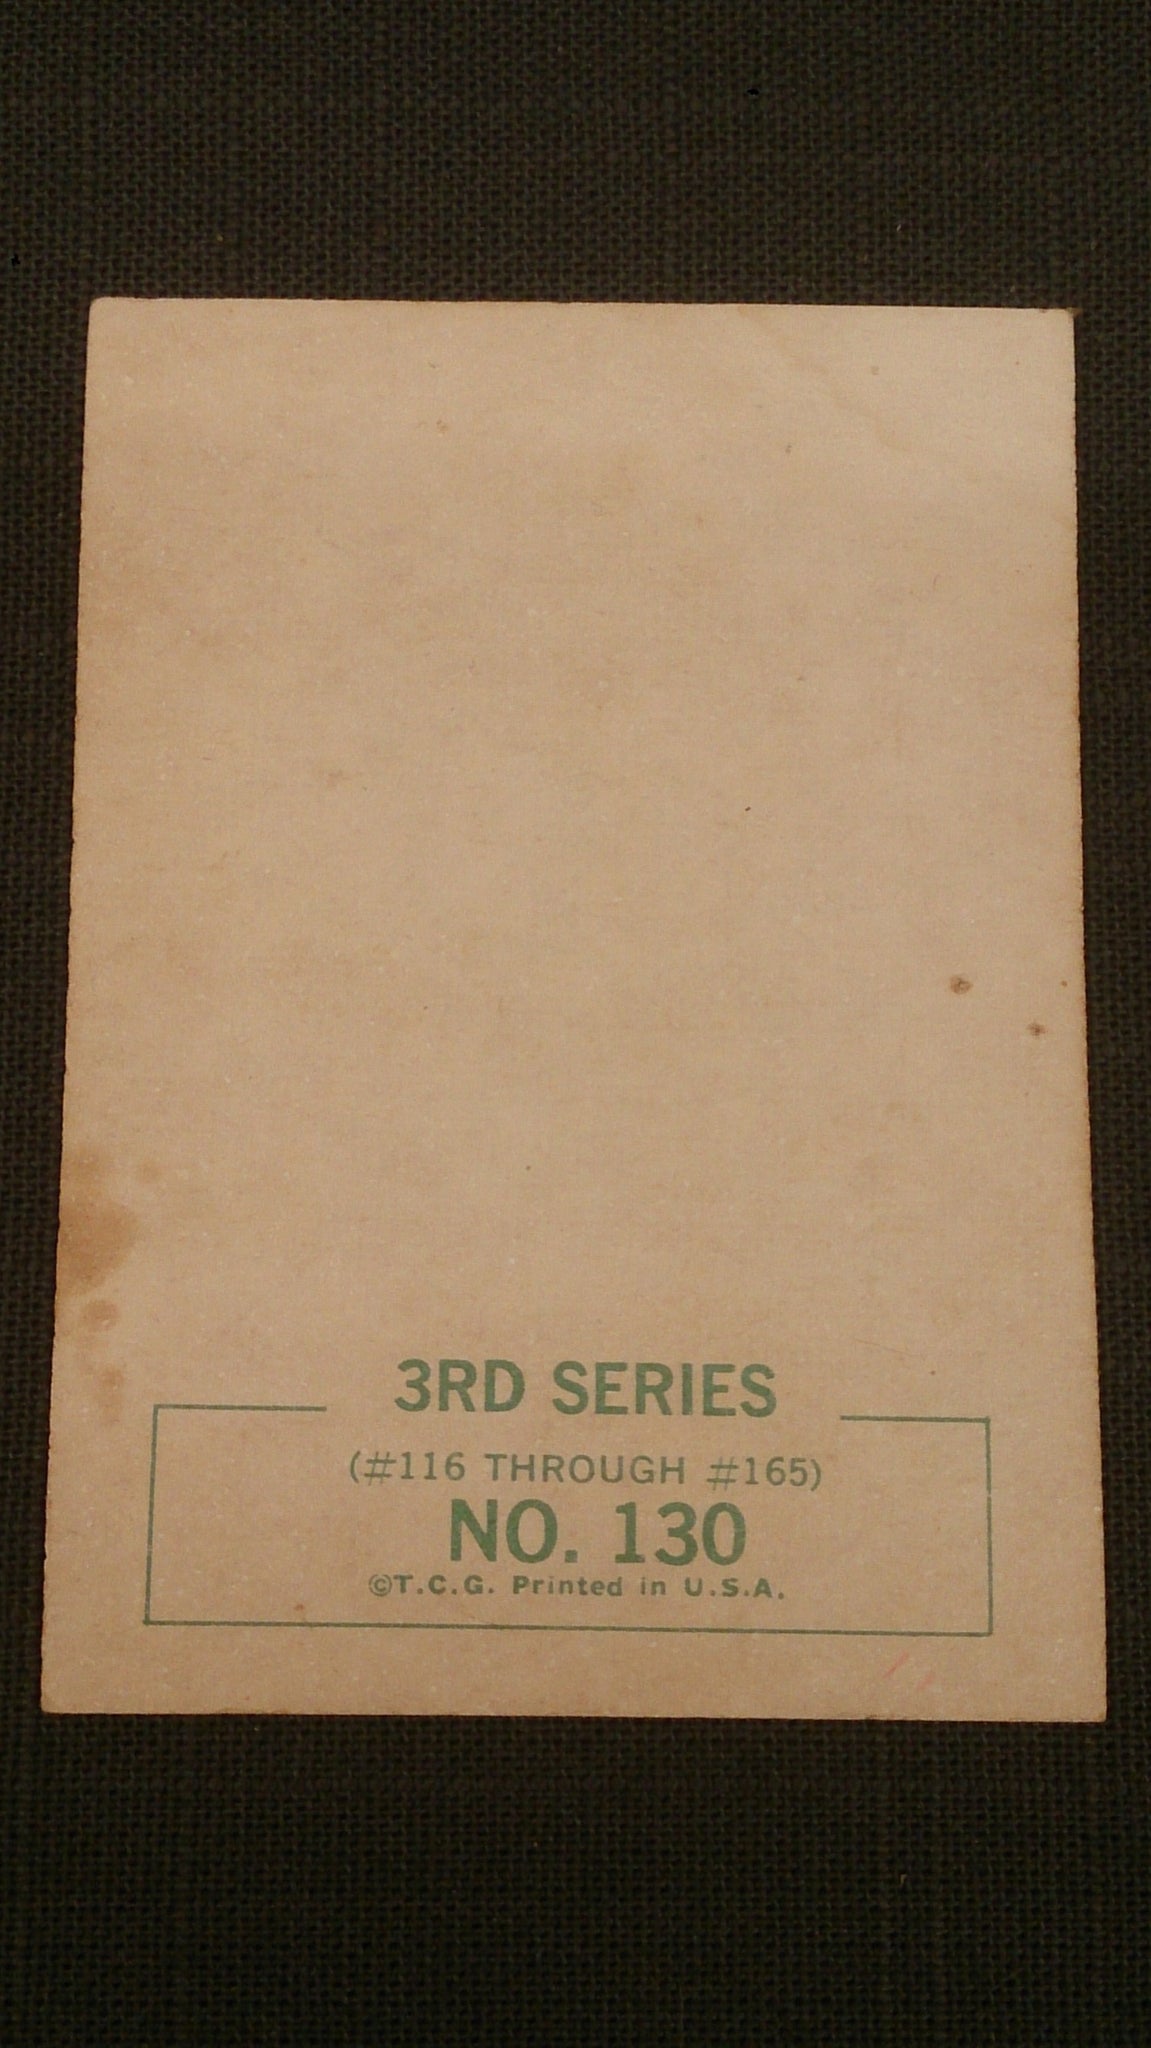 3RD SERIES
(#116 THROUGH #165)
NO. 130
©T.C.G. Printed in U.S.A.